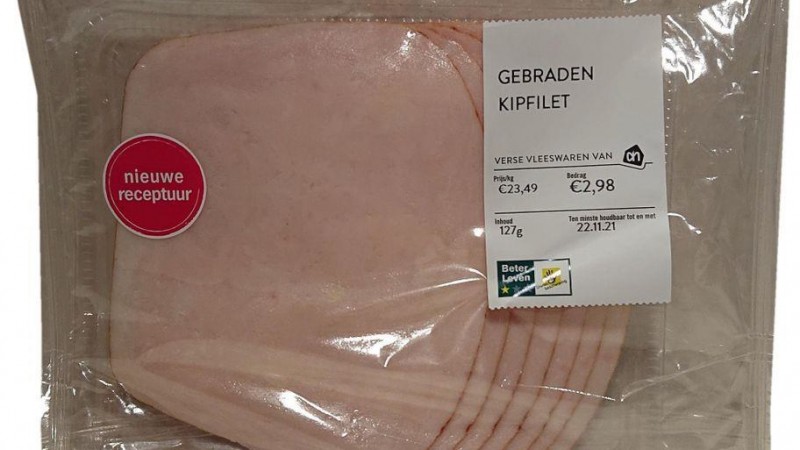 GEBRADEN
KIPFILET
nieuwe
receptuur
VERSE VLEESWAREN VAN ah
Prijs/kg Bedrag
€23,49 €2,98
Inhoud Ten minste houdbaar tot en met
127g 22.11.21
Beter
Leven